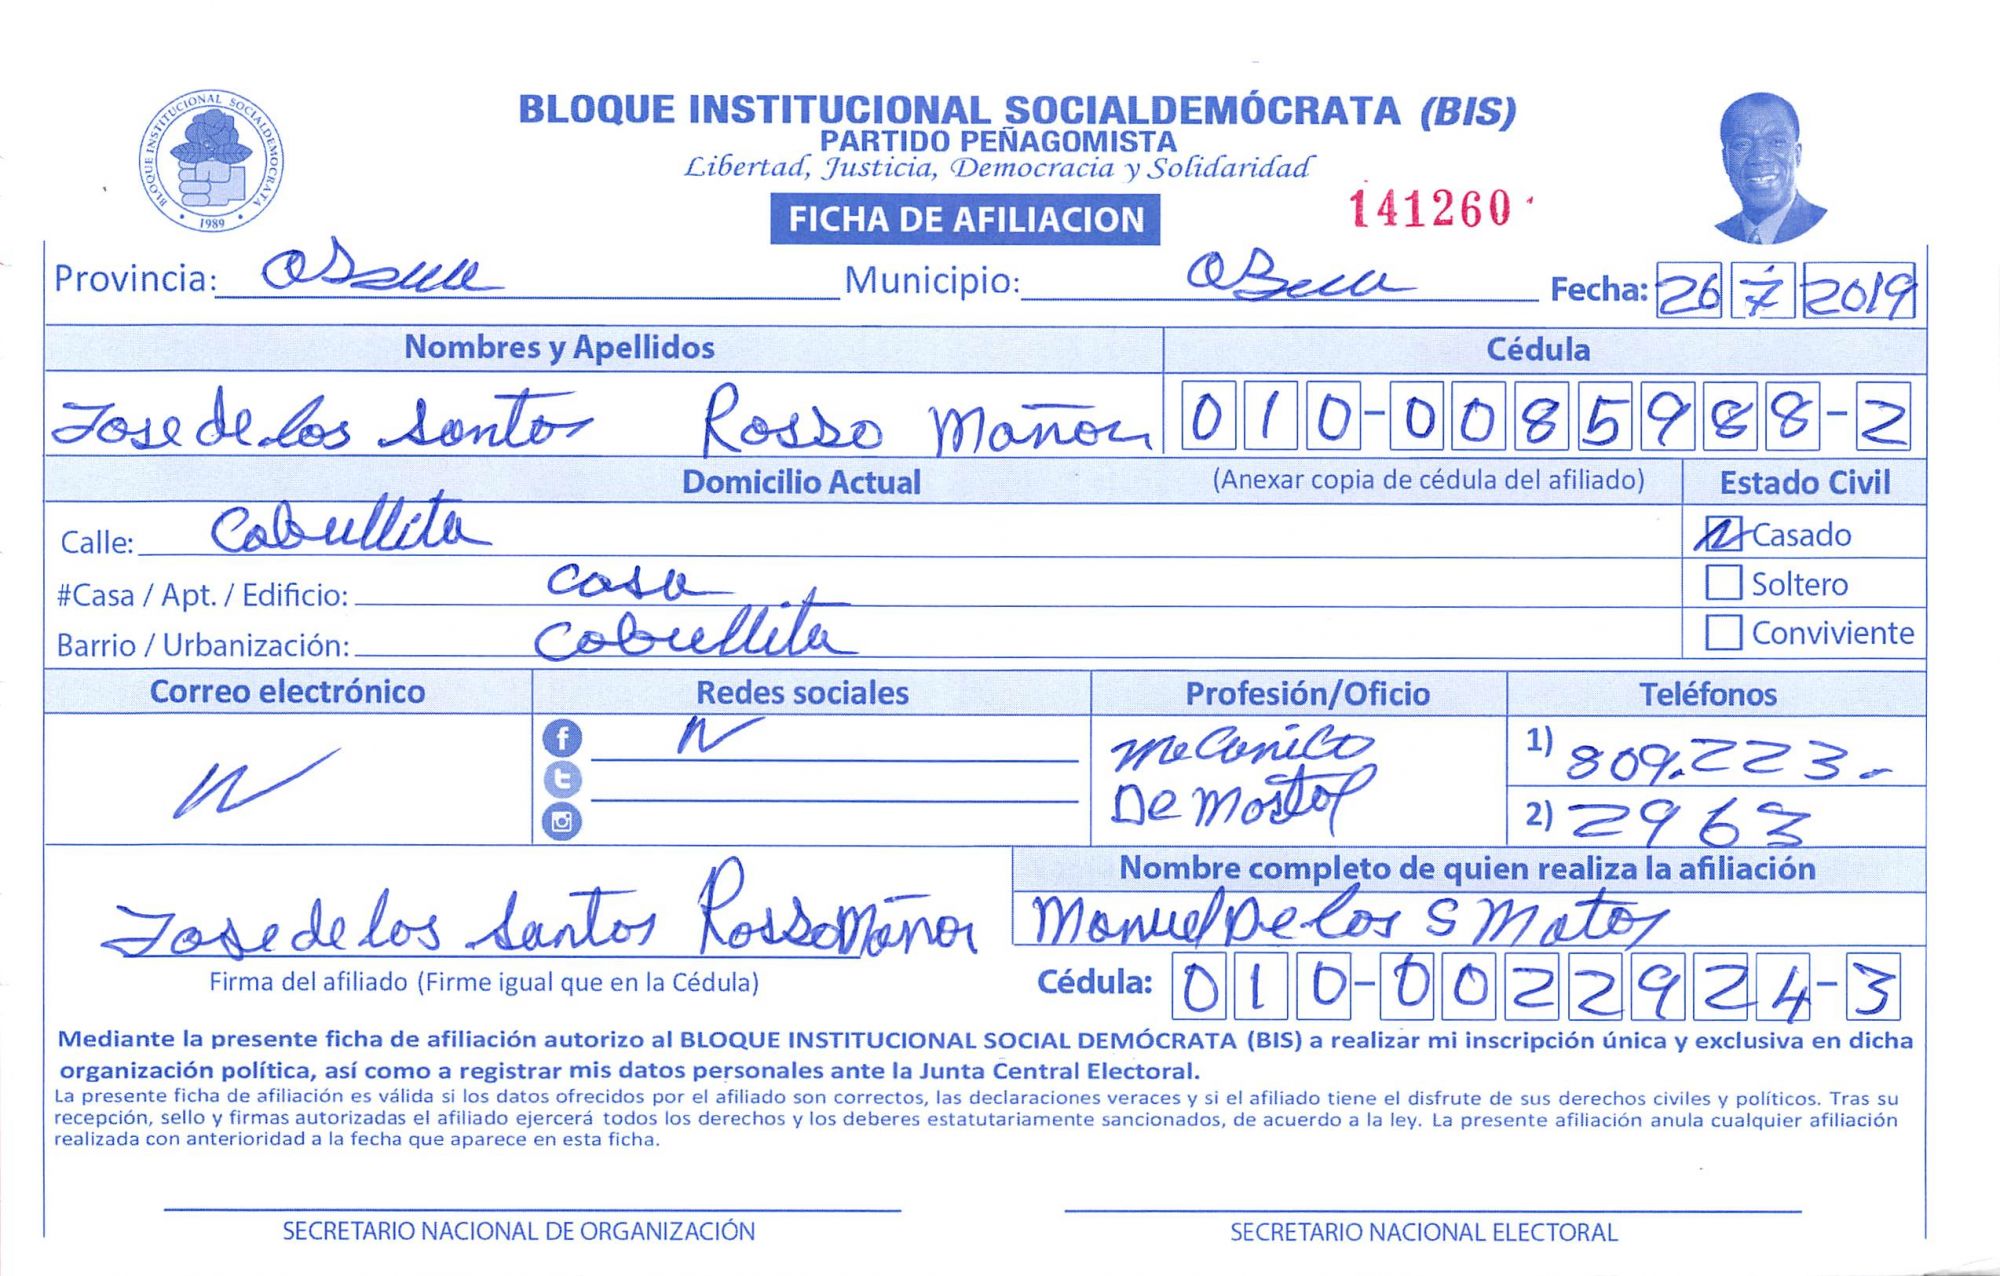 BLOQUE INSTITUCIONAL SOCIALDEMOCRATA
1989
BLOQUE INSTITUCIONAL SOCIALDEMÓCRATA (BIS)
PARTIDO PEÑAGOMISTA
Libertad, Justicia, Democracia y Solidaridad
FICHA DE AFILIACION
141260
Provincia: Municipio: Fecha: 26 7 2019
Nombres y Apellidos Cédula
Jose de los Santos Rosso Mañon 010-0085988-2
Domicilio Actual (Anexar copia de cédula del afiliado) Estado Civil
Calle: Cabullita Casado
#Casa / Apt. / Edificio: casa Soltero
Barrio / Urbanización: Cabullita Conviviente
Correo electrónico Redes sociales Profesión/Oficio Teléfonos
N N Mecanico 1) 809.223-
De 2) 2963
Nombre completo de quien realiza la afiliación
Jose de los Santos Rosso Mañon Manuel De los S Matos
Firma del afiliado (Firme igual que en la Cédula) Cédula: 010-0022924-3
Mediante la presente ficha de afiliación autorizo al BLOQUE INSTITUCIONAL SOCIAL DEMÓCRATA (BIS) a realizar mi inscripción única y exclusiva en dicha
organización política, así como a registrar mis datos personales ante la Junta Central Electoral.
La presente ficha de afiliación es válida si los datos ofrecidos por el afiliado son correctos, las declaraciones veraces y si el afiliado tiene el disfrute de sus derechos civiles y políticos. Tras su
recepción, sello y firmas autorizadas el afiliado ejercerá todos los derechos y los deberes estatutariamente sancionados, de acuerdo a la ley. La presente afiliación anula cualquier afiliación
realizada con anterioridad a la fecha que aparece en esta ficha.
SECRETARIO NACIONAL DE ORGANIZACIÓN SECRETARIO NACIONAL ELECTORAL